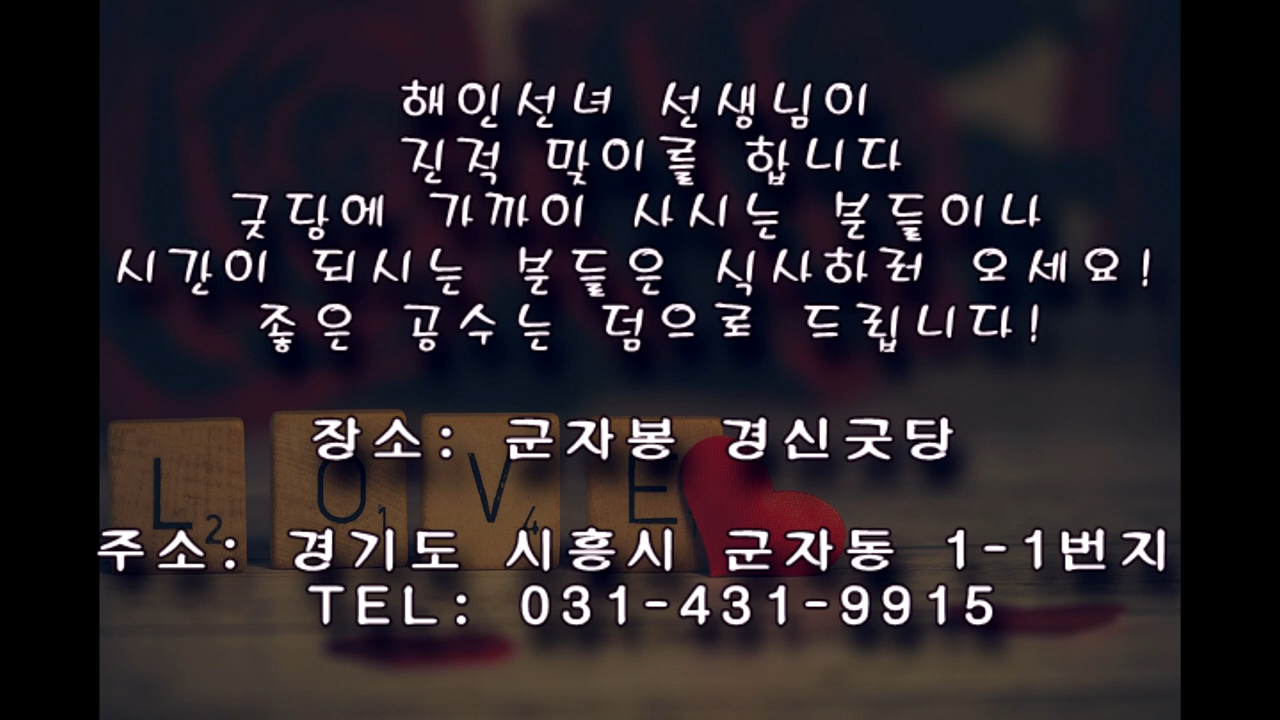 해인선녀 선생님이
진적 맞이를 합니다
굿당에 가까이 사시는 분들이나
시간이 되시는 분들은 식사하러 오세요!
좋은 공수는 덤으로 드립니다!
장소: 군자봉 경신굿당
L2 O1 V4 E
주소: 경기도 시흥시 군자동 1-1번지
TEL: 031-431-9915